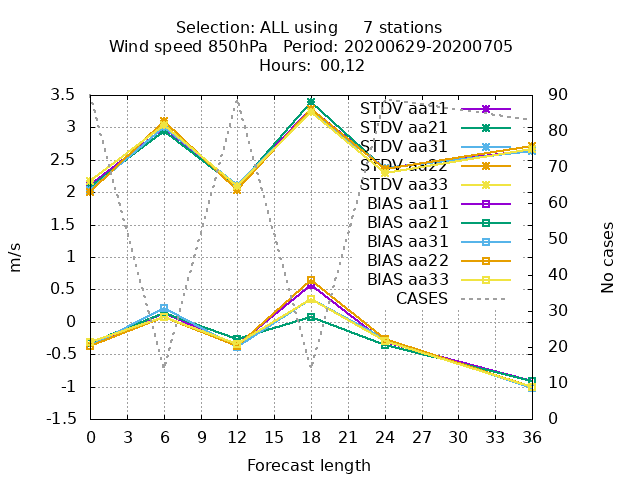 Selection: ALL using 7 stations
Wind speed 850hPa Period: 20200629-20200705
Hours: 00,12
3.5
3
2.5
2
1.5
1
0.5
0
-0.5
-1
-1.5
m/s
STDV aa11
STDV aa21
STDV aa31
STDV aa22
STDV aa33
BIAS aa11
BIAS aa21
BIAS aa31
BIAS aa22
BIAS aa33
CASES
90
80
70
60
50
40
30
20
10
0
No cases
0 3 6 9 12 15 18 21 24 27 30 33 36
Forecast length